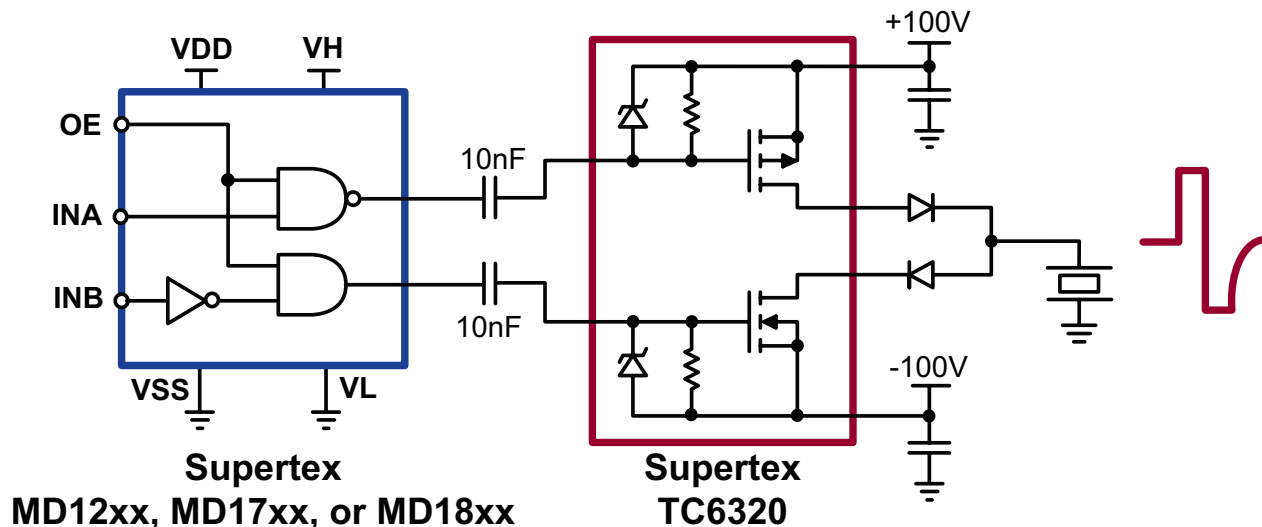 +100V
VDD
VH
OE
10nF
INA
INB
10nF
-100V
VSS
VL
Supertex
MD12xx, MD17xx, or MD18xx
Supertex
TC6320